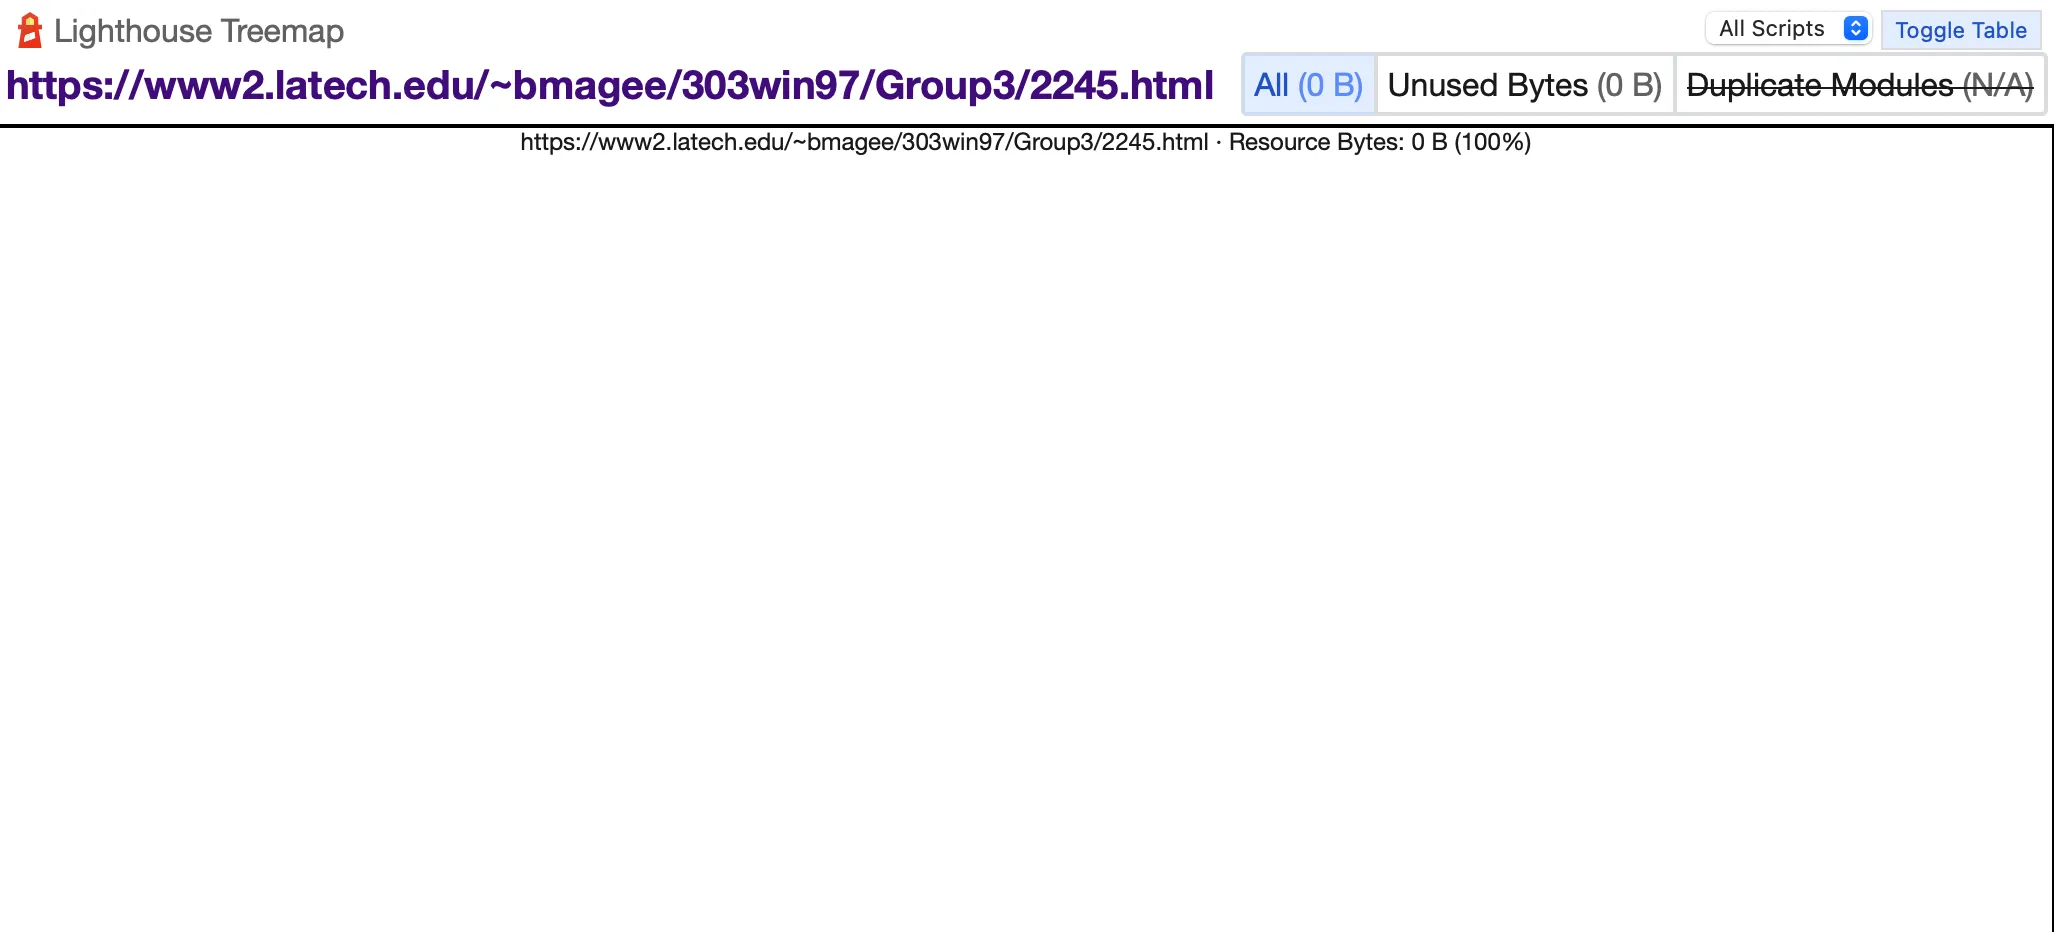 Lighthouse Treemap
All Scripts
Toggle Table
https://www2.latech.edu/~bmagee/303win97/Group3/2245.html
All (0 B)
Unused Bytes (0 B)
Duplicate Modules (N/A)
https://www2.latech.edu/~bmagee/303win97/Group3/2245.html · Resource Bytes: 0 B (100%)